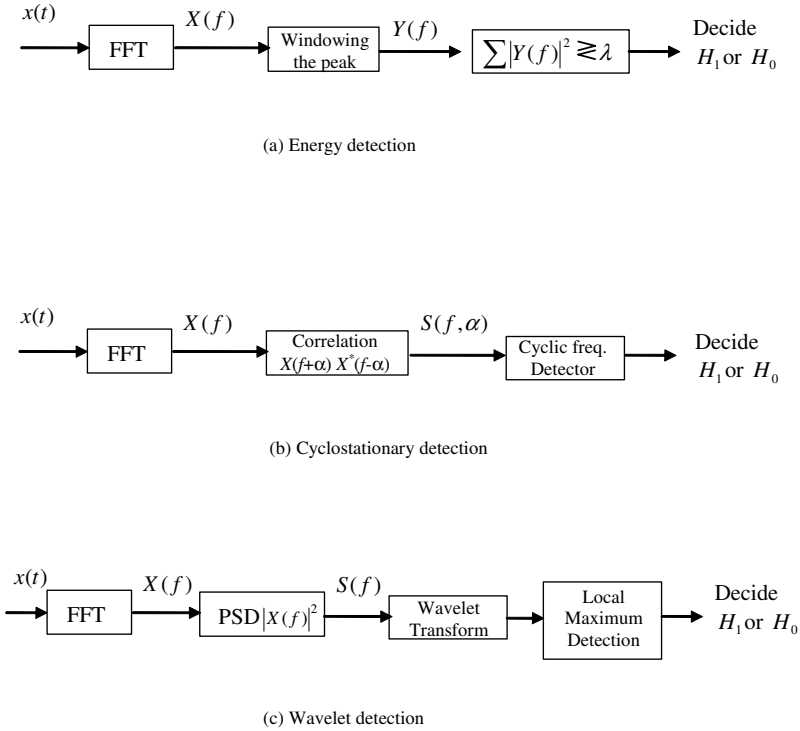 x(t)
FFT
X(f)
Windowing
the peak
Y(f)
∑|Y(f)|² ≷ λ
Decide
H₁ or H₀
(a) Energy detection
x(t)
FFT
X(f)
Correlation
X(f+α) X*(f-α)
S(f,α)
Cyclic freq.
Detector
Decide
H₁ or H₀
(b) Cyclostationary detection
x(t)
FFT
X(f)
PSD|X(f)|²
S(f)
Wavelet
Transform
Local
Maximum
Detection
Decide
H₁ or H₀
(c) Wavelet detection